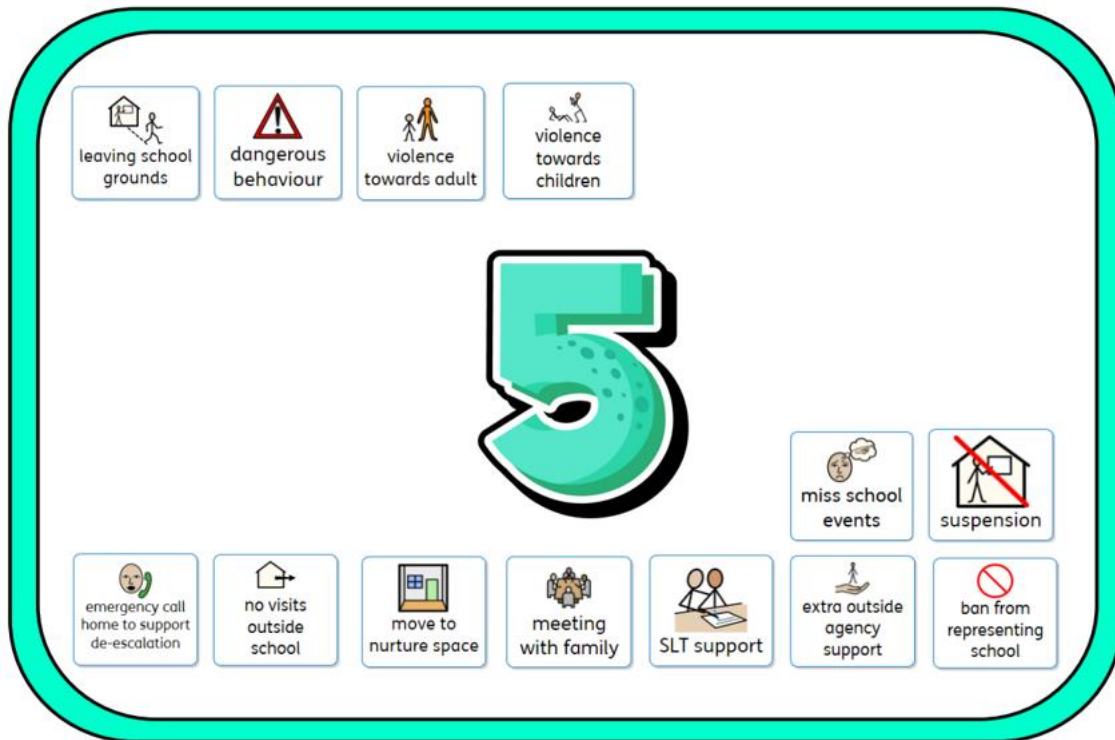 leaving school
grounds
dangerous
behaviour
violence
towards adult
violence
towards
children
5
miss school
events
suspension
emergency call
home to support
de-escalation
no visits
outside
school
move to
nurture space
meeting
with family
SLT support
extra outside
agency
support
ban from
representing
school